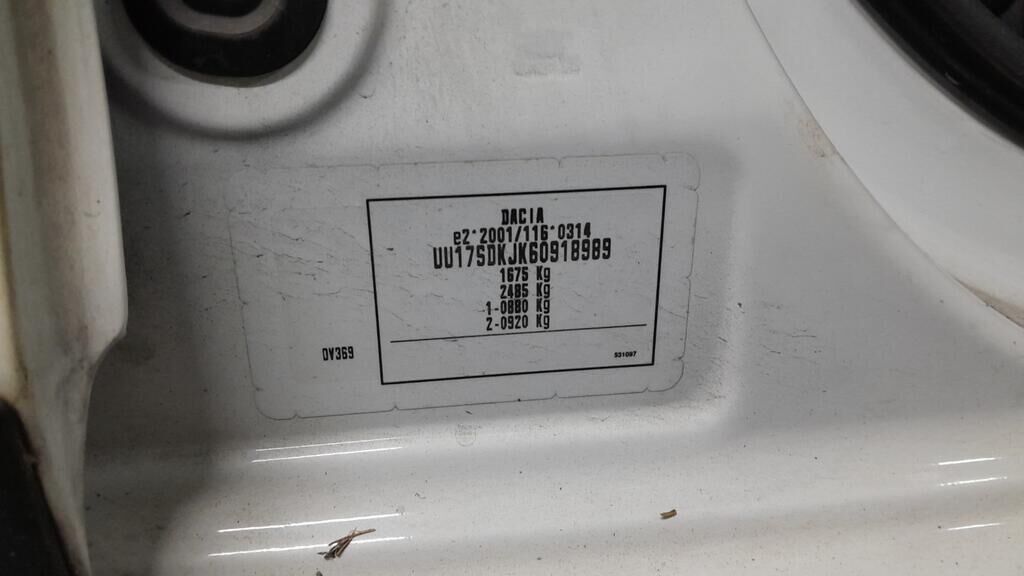 DACIA
e2*2001/116*0314
UU17SDKJK60918989
1675 Kg
2485 Kg
1-0880 Kg
2-0920 Kg
DV369
531097